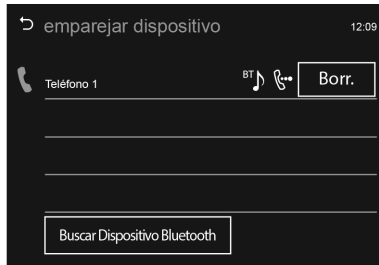 emparejar dispositivo 12:09
Teléfono 1 BT Borr.
Buscar Dispositivo Bluetooth